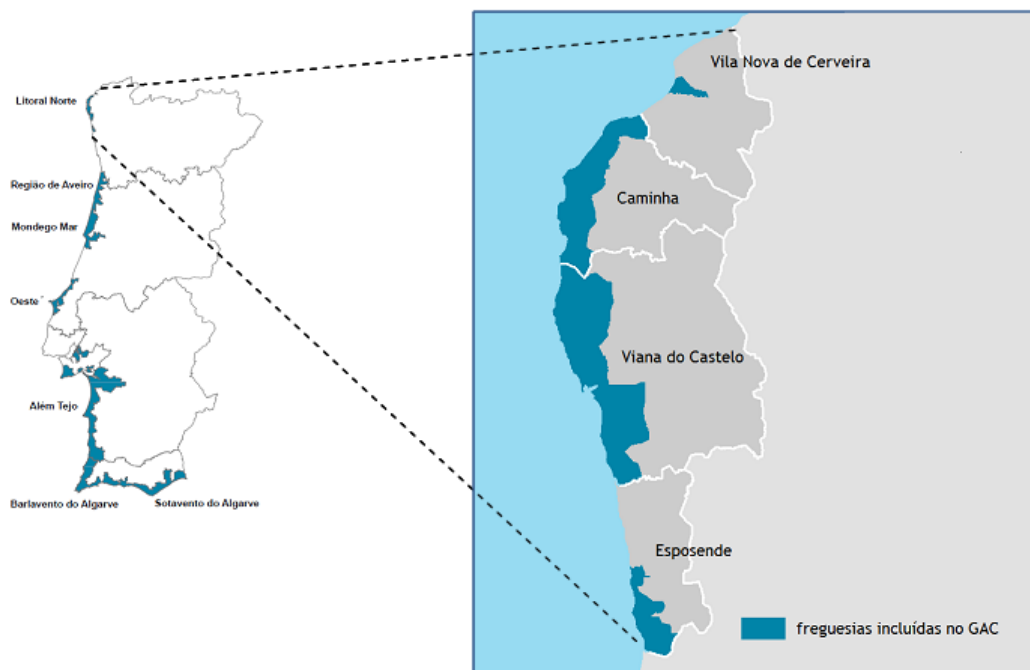 Litoral Norte
Região de Aveiro
Mondego Mar
Oeste
Além Tejo
Barlavento do Algarve
Sotavento do Algarve
Vila Nova de Cerveira
Caminha
Viana do Castelo
Esposende
freguesias incluídas no GAC